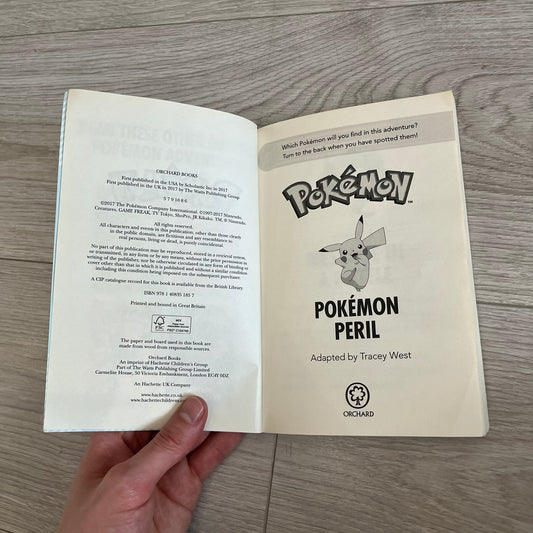 ORCHARD BOOKS
First published in the USA by Scholastic Inc in 2017
First published in the UK in 2017 by The Watts Publishing Group
5 7 9 10 8 6
©2017 The Pokémon Company International. ©1997-2017 Nintendo,
Creatures, GAME FREAK, TV Tokyo, ShoPro, JR Kikaku. TM, ® Nintendo.
All rights reserved.
All characters and events in this publication, other than those clearly
in the public domain, are fictitious and any resemblance to
real persons, living or dead, is purely coincidental.
No part of this publication may be reproduced, stored in a retrieval system,
or transmitted, in any form or by any means, without the prior permission in
writing of the publisher, nor be otherwise circulated in any form of binding or
cover other than that in which it is published and without a similar condition
including this condition being imposed on the subsequent purchaser.
A CIP catalogue record for this book is available from the British Library
ISBN 978 1 40835 185 7
Printed and bound in Great Britain
FSC
MIX
The paper and board used in this book are
made from wood from responsible sources.
Orchard Books
An imprint of Hachette Children's Group
Part of The Watts Publishing Group Limited
Carmelite House, 50 Victoria Embankment, London EC4Y 0DZ
An Hachette UK Company
www.hachette.co.uk
www.hachettechildrens
Which Pokémon will you find in this adventure?
Turn to the back when you have spotted them!
POKéMON
TM
POKÉMON
PERIL
Adapted by Tracey West
ORCHARD